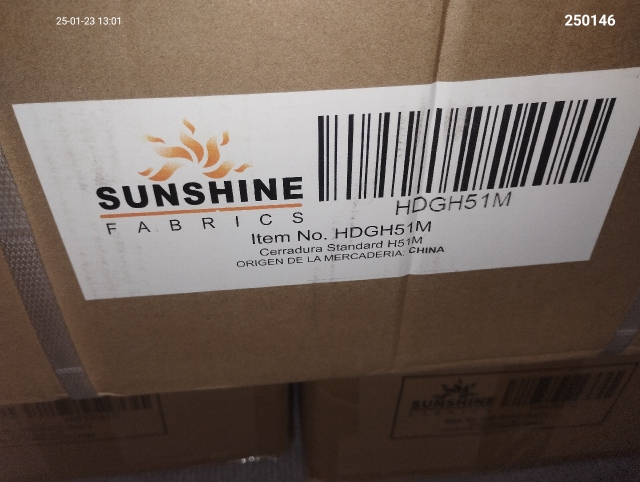 25-01-23 13:01
250146
SUNSHINE
FABRICS
HDGH51M
Item No. HDGH51M
Cerradura Standard H51M
ORIGEN DE LA MERCADERIA: CHINA
SUNSHINE